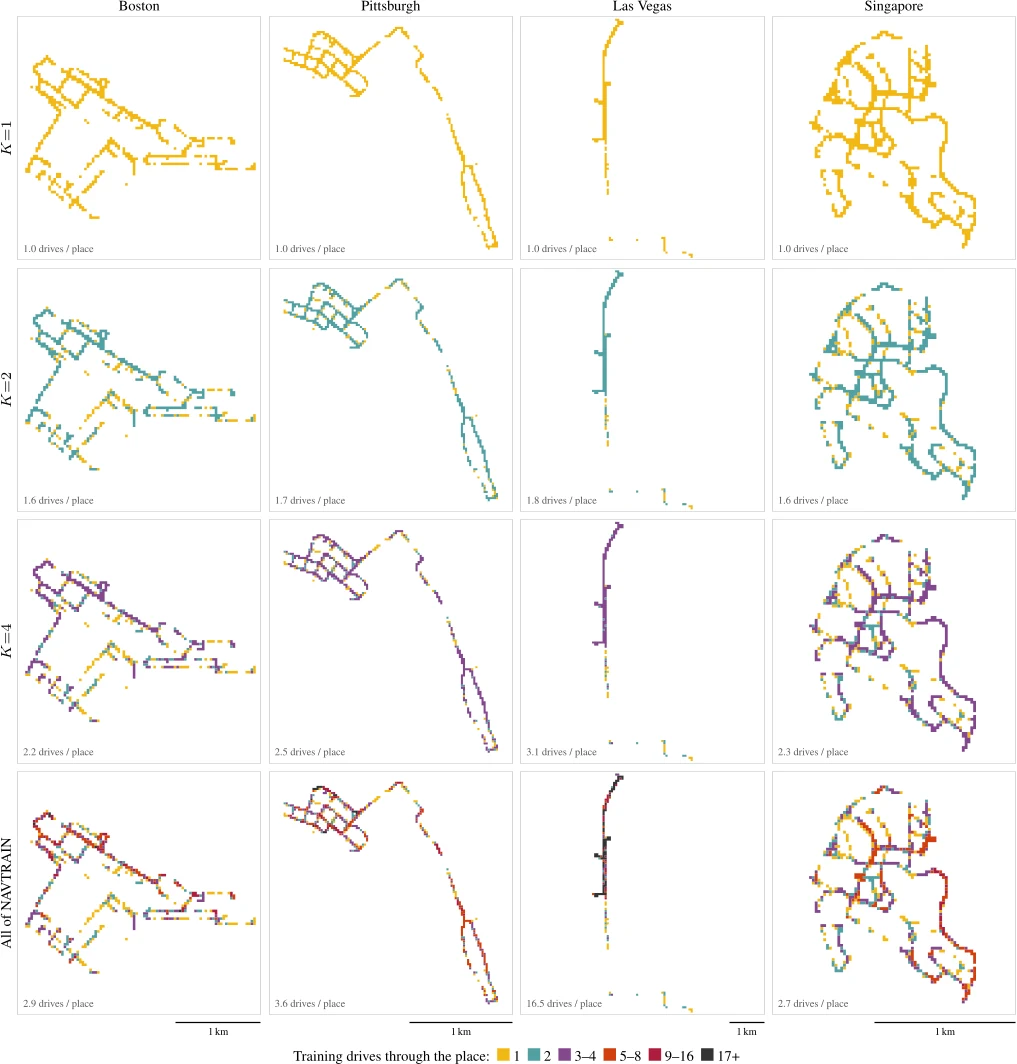 Boston Pittsburgh Las Vegas Singapore
K=1
1.0 drives / place 1.0 drives / place 1.0 drives / place 1.0 drives / place
K=2
1.6 drives / place 1.7 drives / place 1.8 drives / place 1.6 drives / place
K=4
2.2 drives / place 2.5 drives / place 3.1 drives / place 2.3 drives / place
All of NAVTRAIN
2.9 drives / place 3.6 drives / place 16.5 drives / place 2.7 drives / place
1 km 1 km 1 km 1 km
Training drives through the place: 1 2 3–4 5–8 9–16 17+